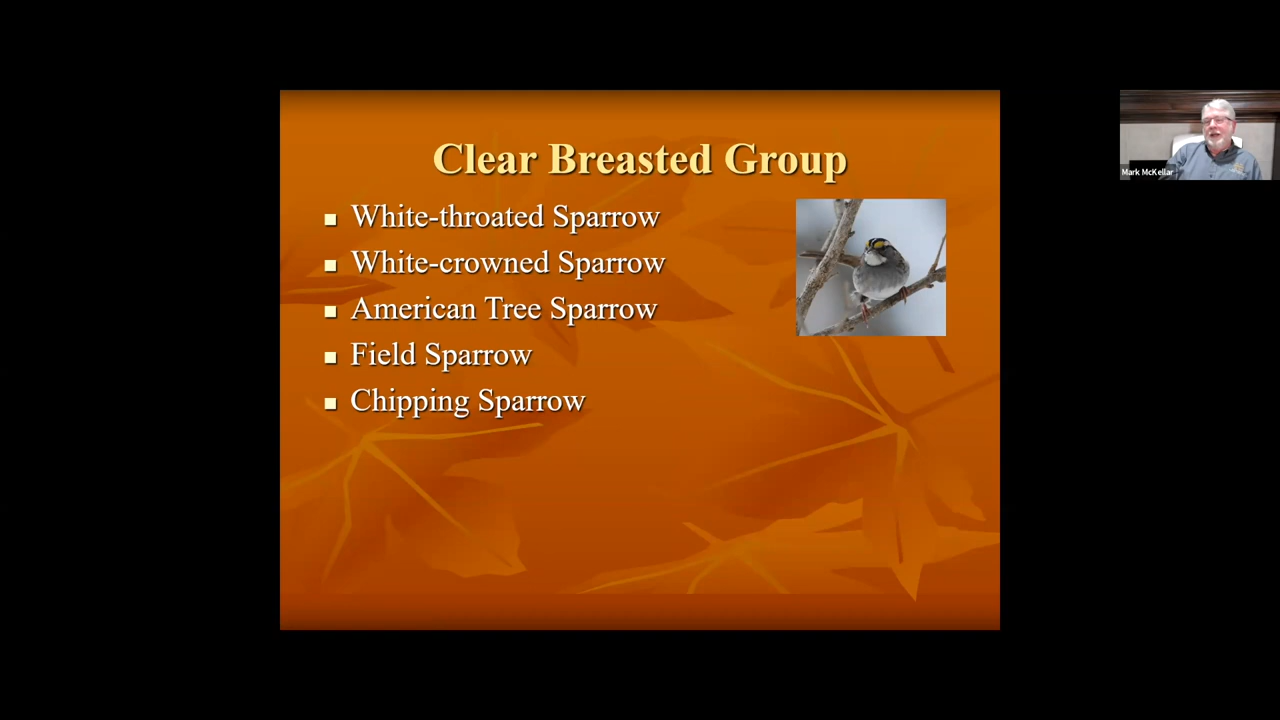 Clear Breasted Group
White-throated Sparrow
White-crowned Sparrow
American Tree Sparrow
Field Sparrow
Chipping Sparrow
Mark McKellar